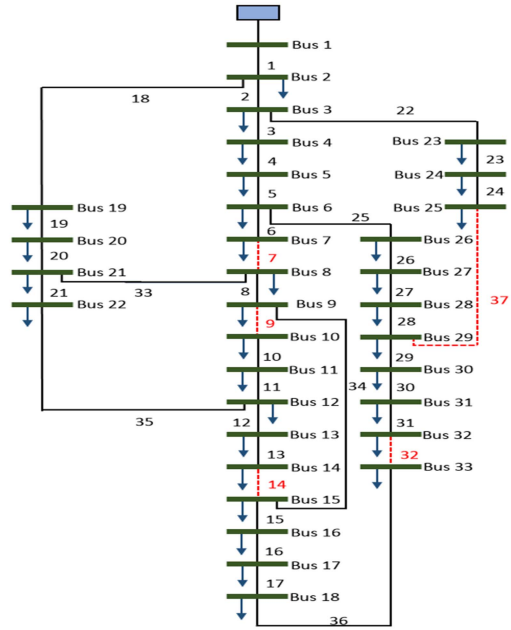 Bus 1
1
Bus 2
18
2
Bus 3
22
3
Bus 4
Bus 23
4
23
Bus 5
Bus 24
24
5
Bus 6
Bus 25
25
Bus 19
19
6
Bus 7
Bus 26
Bus 20
7
26
20
Bus 21
Bus 8
Bus 27
33
21
8
27
37
Bus 22
Bus 9
Bus 28
9
28
Bus 10
Bus 29
10
29
Bus 11
Bus 30
11
34
30
Bus 12
Bus 31
35
12
31
Bus 13
Bus 32
13
32
Bus 14
Bus 33
14
Bus 15
15
Bus 16
16
Bus 17
17
Bus 18
36